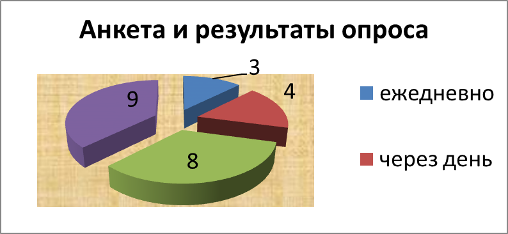 Анкета и результаты опроса
3
4
8
9
ежедневно
через день